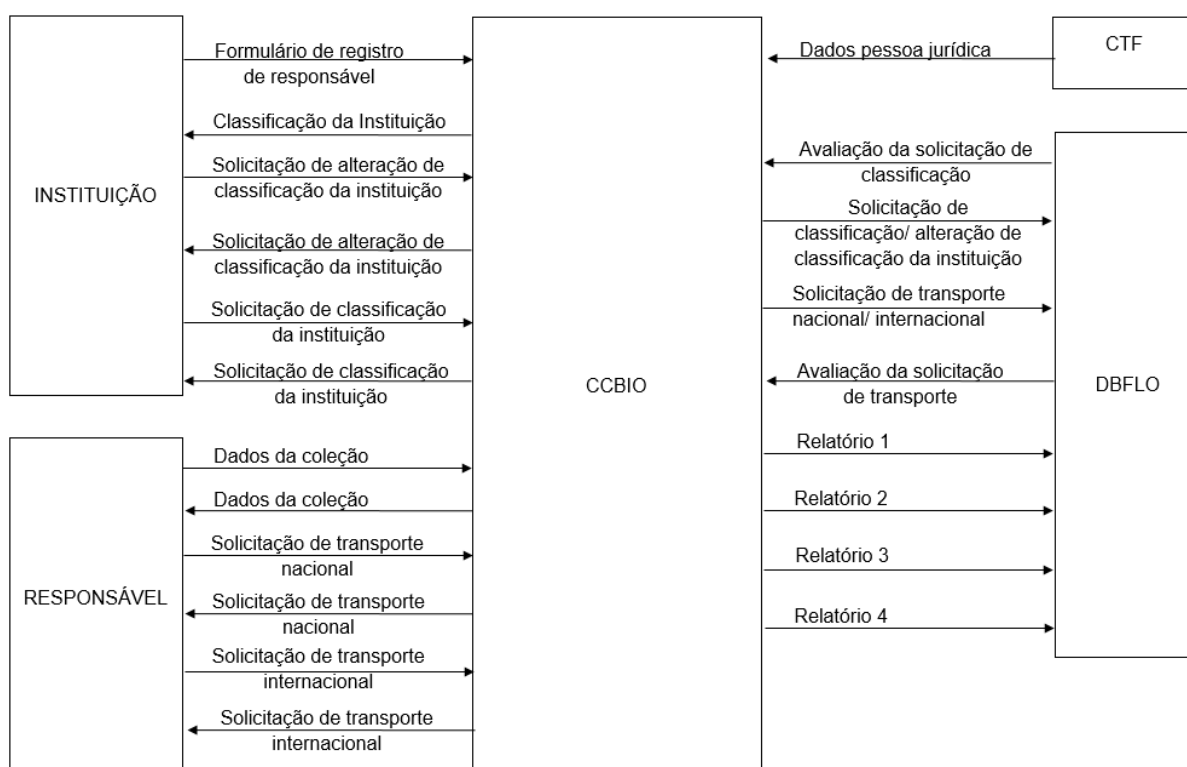 INSTITUIÇÃO
Formulário de registro
de responsável
Classificação da Instituição
Solicitação de alteração de
classificação da instituição
Solicitação de alteração de
classificação da instituição
Solicitação de classificação
da instituição
Solicitação de classificação
da instituição
RESPONSÁVEL
Dados da coleção
Dados da coleção
Solicitação de transporte
nacional
Solicitação de transporte
nacional
Solicitação de transporte
internacional
Solicitação de transporte
internacional
CCBIO
Dados pessoa jurídica
CTF
Avaliação da solicitação de
classificação
Solicitação de
classificação/ alteração de
classificação da instituição
Solicitação de transporte
nacional/ internacional
Avaliação da solicitação
de transporte
Relatório 1
Relatório 2
Relatório 3
Relatório 4
DBFLO